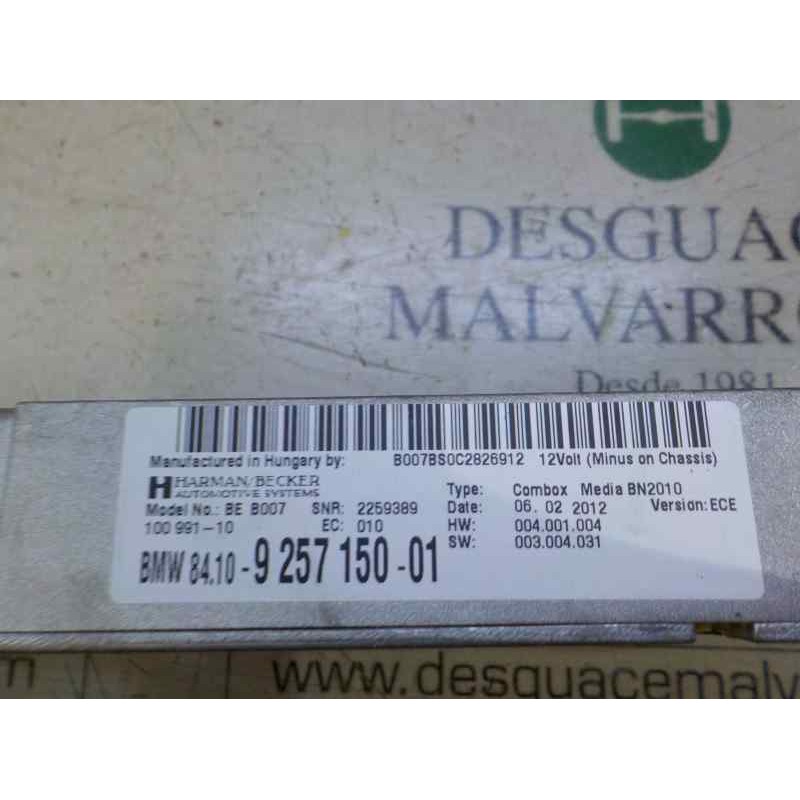 DESGUAC
MALVARR
Desde 1981
Manufactured in Hungary by: B007BS0C2826912 12Volt (Minus on Chassis)
HARMAN/BECKER
AUTOMOTIVE SYSTEMS
Type: Combox Media BN2010
Model No.: BE B007 SNR: 2259389 Date: 06. 02 2012 Version: ECE
100 991-10 EC: 010 HW: 004.001.004
SW: 003.004.031
BMW 84.10 - 9 257 150 - 01
www.desguacemalv